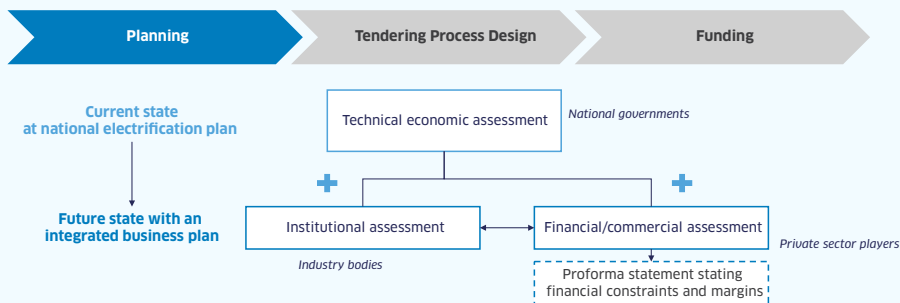 Planning
Tendering Process Design
Funding
Current state
at national electrification plan
Technical economic assessment
National governments
Future state with an
integrated business plan
Institutional assessment
Financial/commercial assessment
Private sector players
Industry bodies
Proforma statement stating
financial constraints and margins